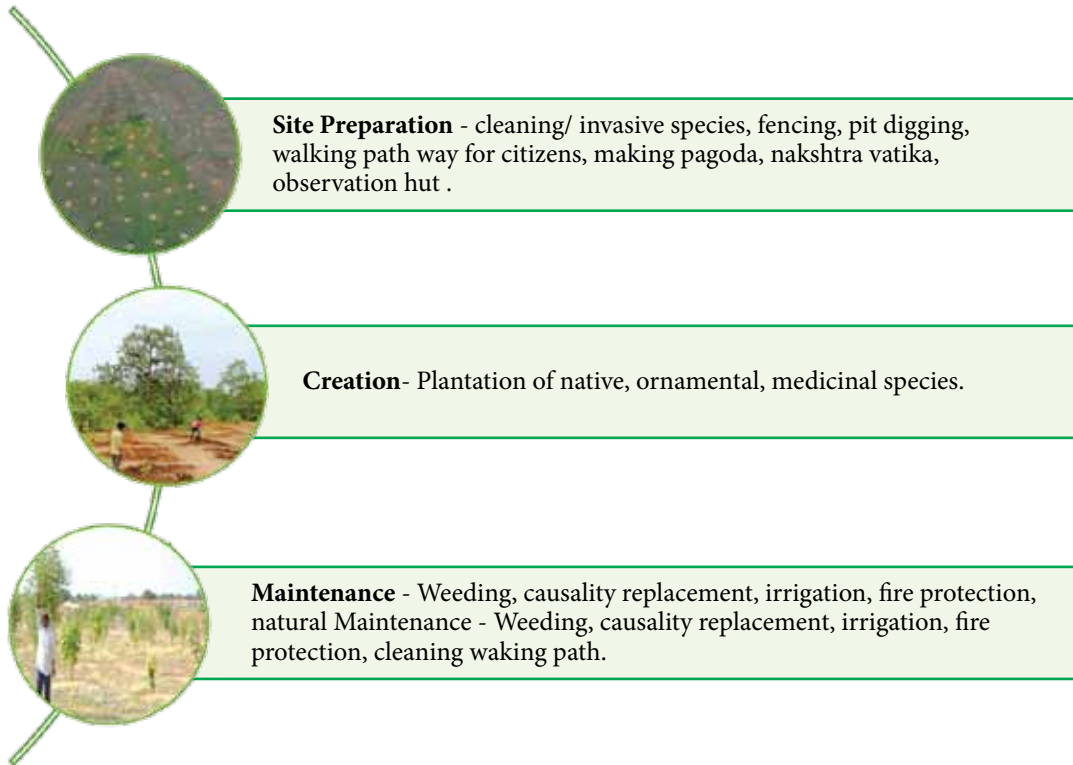 Site Preparation - cleaning/ invasive species, fencing, pit digging,
walking path way for citizens, making pagoda, nakshtra vatika,
observation hut .
Creation- Plantation of native, ornamental, medicinal species.
Maintenance - Weeding, causality replacement, irrigation, fire protection,
natural Maintenance - Weeding, causality replacement, irrigation, fire
protection, cleaning waking path.